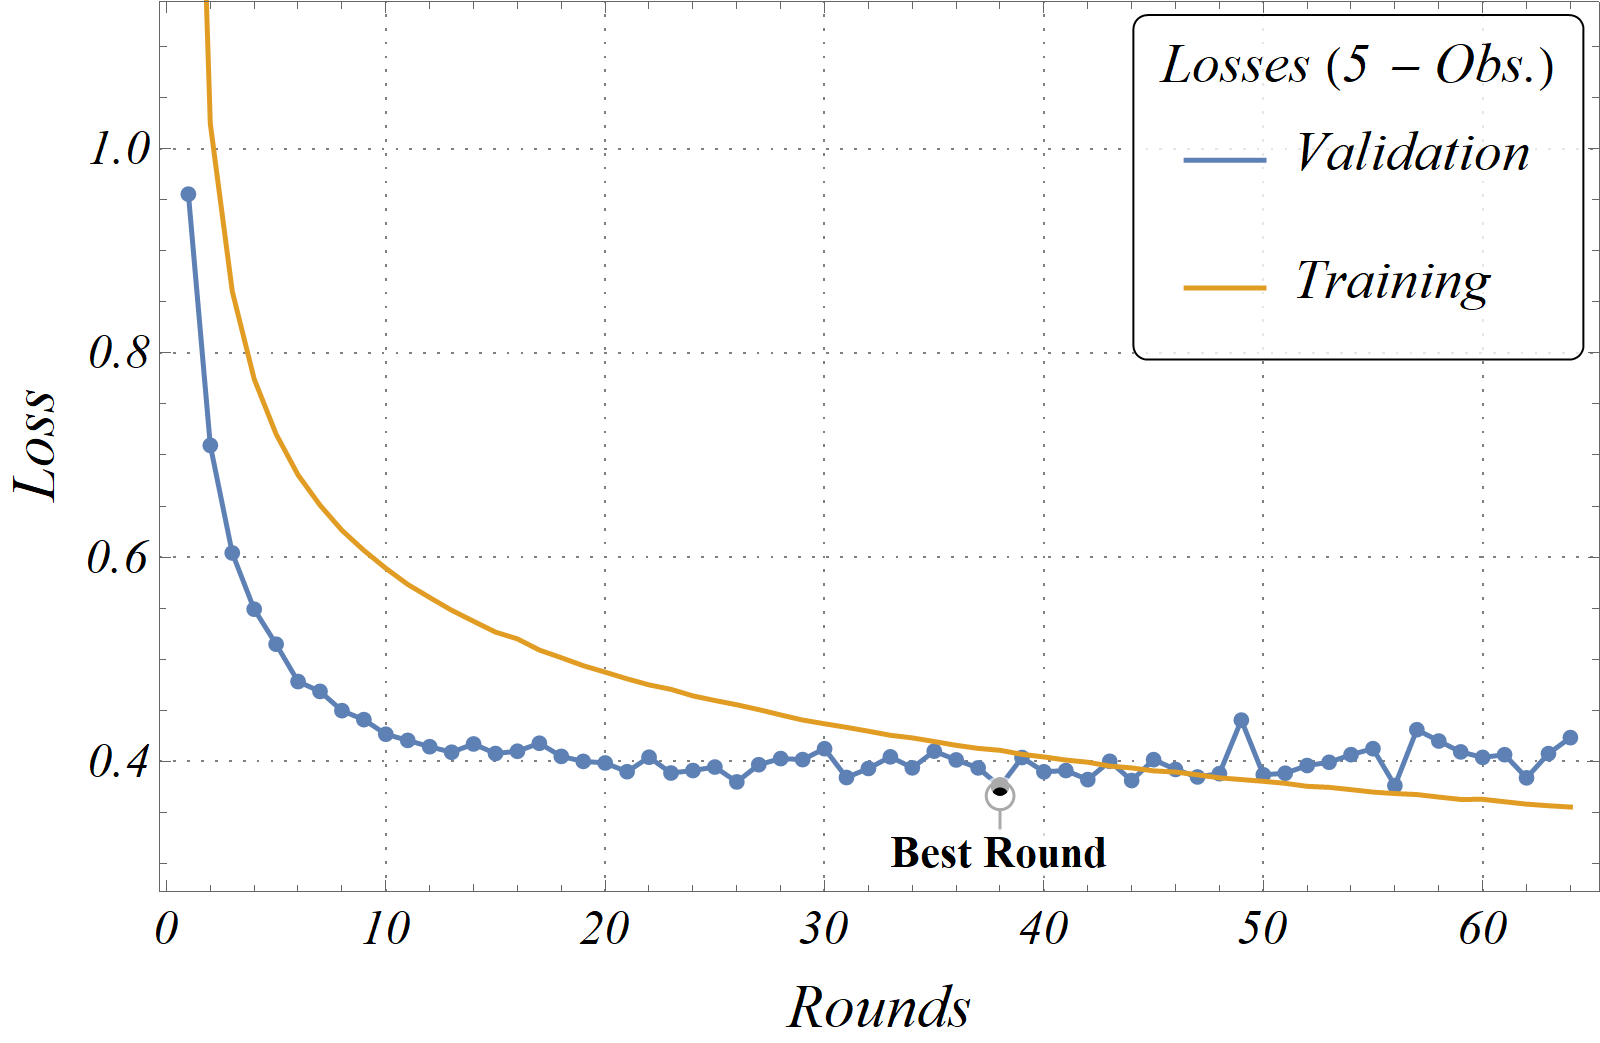 Losses (5 – Obs.)
Validation
Training
1.0
0.8
0.6
0.4
Loss
Best Round
0 10 20 30 40 50 60
Rounds